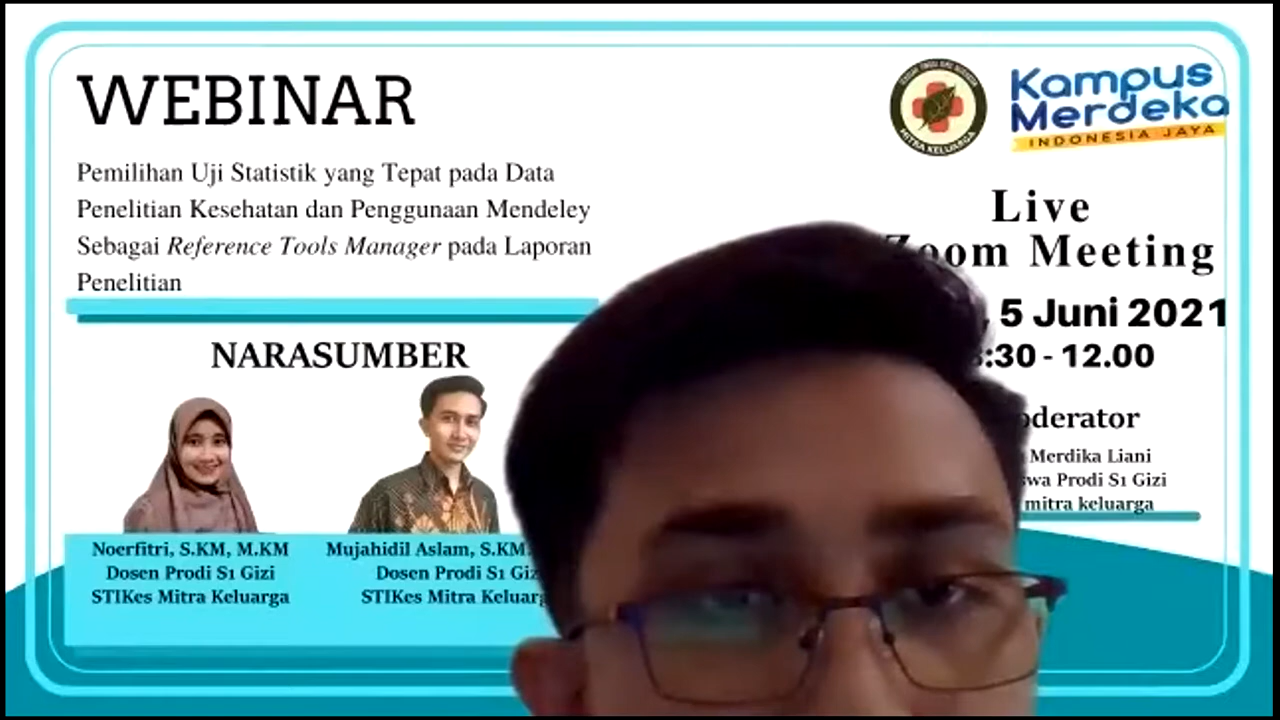 WEBINAR
Pemilihan Uji Statistik yang Tepat pada Data
Penelitian Kesehatan dan Penggunaan Mendeley
Sebagai Reference Tools Manager pada Laporan
Penelitian
NARASUMBER
Noerfitri, S.KM, M.KM
Dosen Prodi S1 Gizi
STIKes Mitra Keluarga
Mujahidil Aslam, S.KM
Dosen Prodi S1
STIKes Mitra
MITRA KELUARGA
Kampus
Merdeka
INDONESIA JAYA
Live
Zoom Meeting
, 5 Juni 2021
:30 - 12.00
Merdika Liani
Prodi S1 Gizi
mitra keluarga